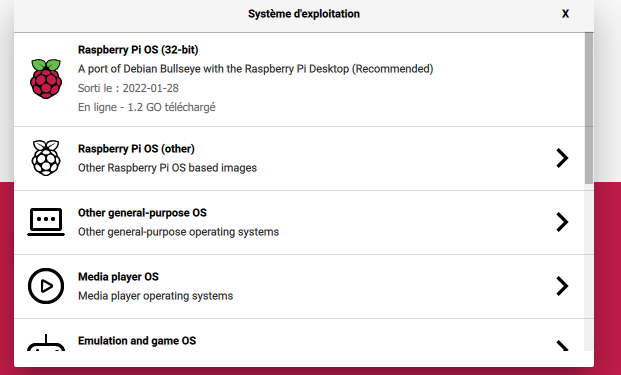 Système d'exploitation
X
Raspberry Pi OS (32-bit)
A port of Debian Bullseye with the Raspberry Pi Desktop (Recommended)
Sorti le : 2022-01-28
En ligne - 1.2 GO téléchargé
Raspberry Pi OS (other)
Other Raspberry Pi OS based images
Other general-purpose OS
Other general-purpose operating systems
Media player OS
Media player operating systems
Emulation and game OS